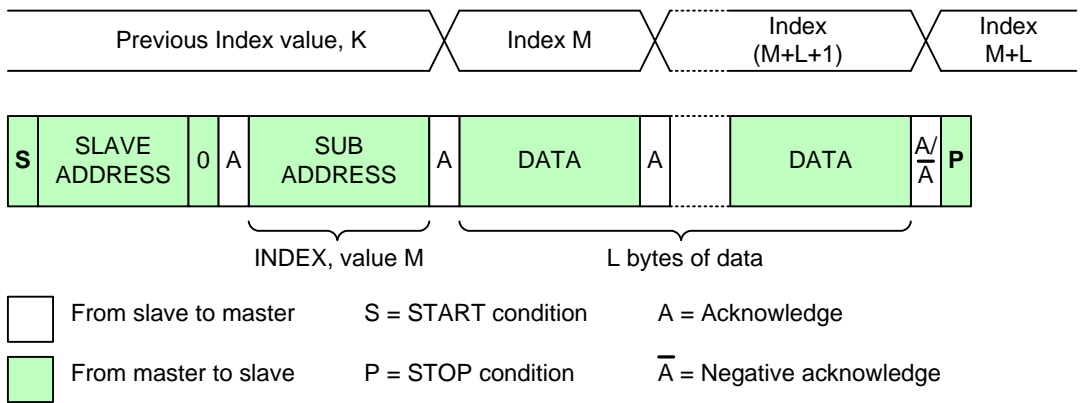 Previous Index value, K
Index M
Index
(M+L+1)
Index
M+L
S
SLAVE
ADDRESS
0
A
SUB
ADDRESS
A
DATA
A
DATA
A/
A̅
P
INDEX, value M
L bytes of data
From slave to master
S = START condition
A = Acknowledge
From master to slave
P = STOP condition
A̅ = Negative acknowledge